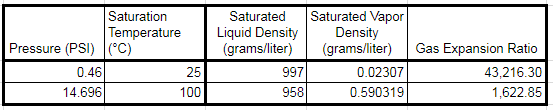 Pressure (PSI) Saturation Temperature (°C) Saturated Liquid Density (grams/liter) Saturated Vapor Density (grams/liter) Gas Expansion Ratio
0.46 25 997 0.02307 43,216.30
14.696 100 958 0.590319 1,622.85